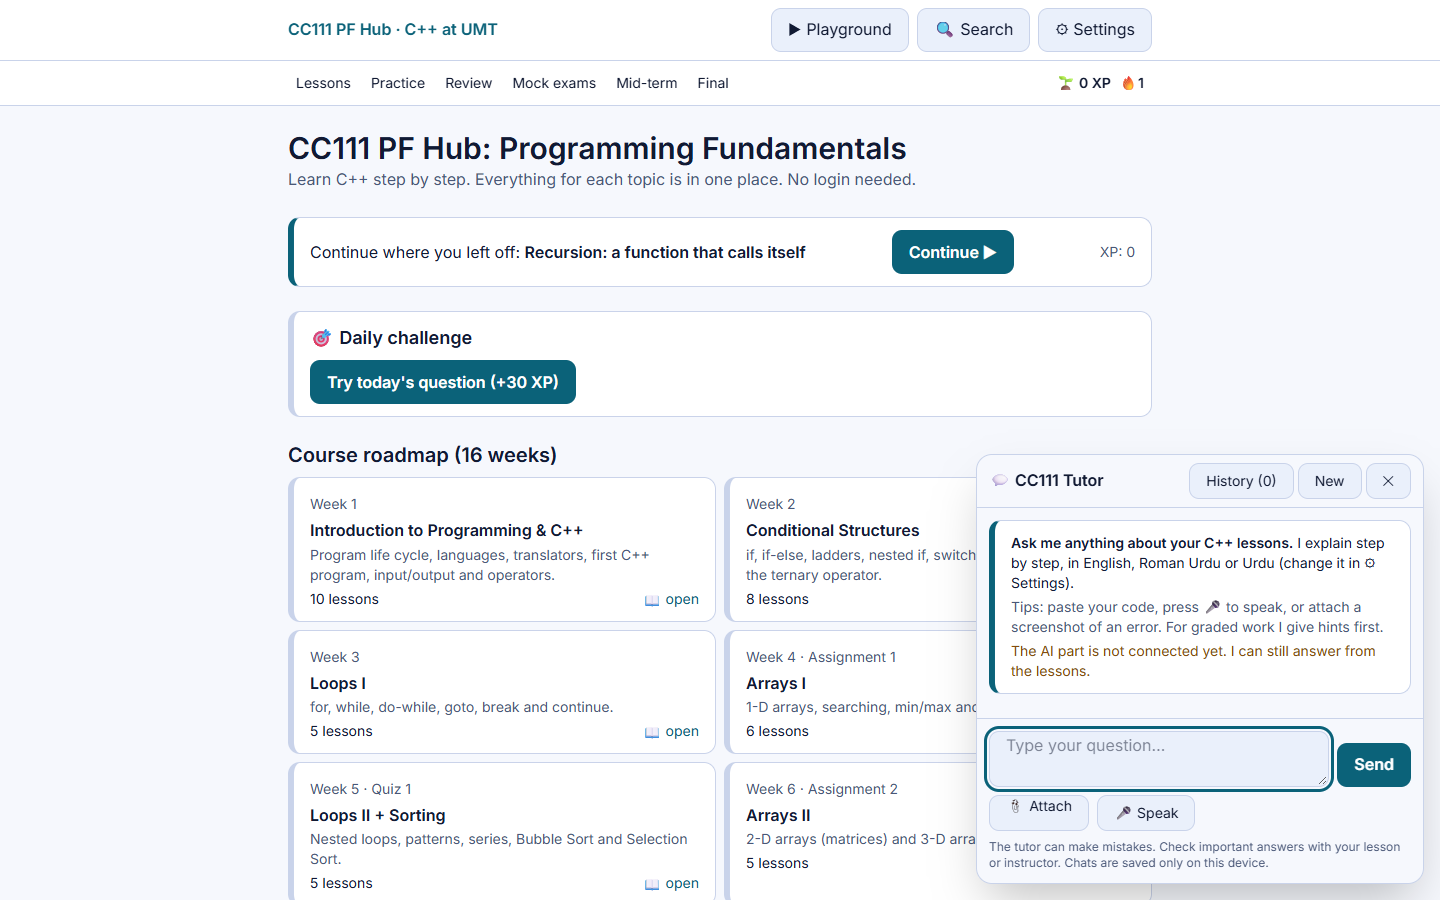 CC111 PF Hub · C++ at UMT
▶ Playground
🔍 Search
⚙ Settings
Lessons
Practice
Review
Mock exams
Mid-term
Final
🌱 0 XP 🔥 1
CC111 PF Hub: Programming Fundamentals
Learn C++ step by step. Everything for each topic is in one place. No login needed.
Continue where you left off: Recursion: a function that calls itself
Continue ▶
XP: 0
🎯 Daily challenge
Try today's question (+30 XP)
Course roadmap (16 weeks)
Week 1
Introduction to Programming & C++
Program life cycle, languages, translators, first C++
program, input/output and operators.
10 lessons
📖 open
Week 2
Conditional Structures
if, if-else, ladders, nested if, switch
the ternary operator.
8 lessons
Week 3
Loops I
for, while, do-while, goto, break and continue.
5 lessons
📖 open
Week 4 · Assignment 1
Arrays I
1-D arrays, searching, min/max and
6 lessons
Week 5 · Quiz 1
Loops II + Sorting
Nested loops, patterns, series, Bubble Sort and Selection
Sort.
5 lessons
📖 open
Week 6 · Assignment 2
Arrays II
2-D arrays (matrices) and 3-D
5 lessons
💬 CC111 Tutor
History (0)
New
✕
Ask me anything about your C++ lessons. I explain step
by step, in English, Roman Urdu or Urdu (change it in ⚙
Settings).
Tips: paste your code, press 🎤 to speak, or attach a
screenshot of an error. For graded work I give hints first.
The AI part is not connected yet. I can still answer from
the lessons.
Type your question...
Send
📎 Attach
🎤 Speak
The tutor can make mistakes. Check important answers with your lesson
or instructor. Chats are saved only on this device.